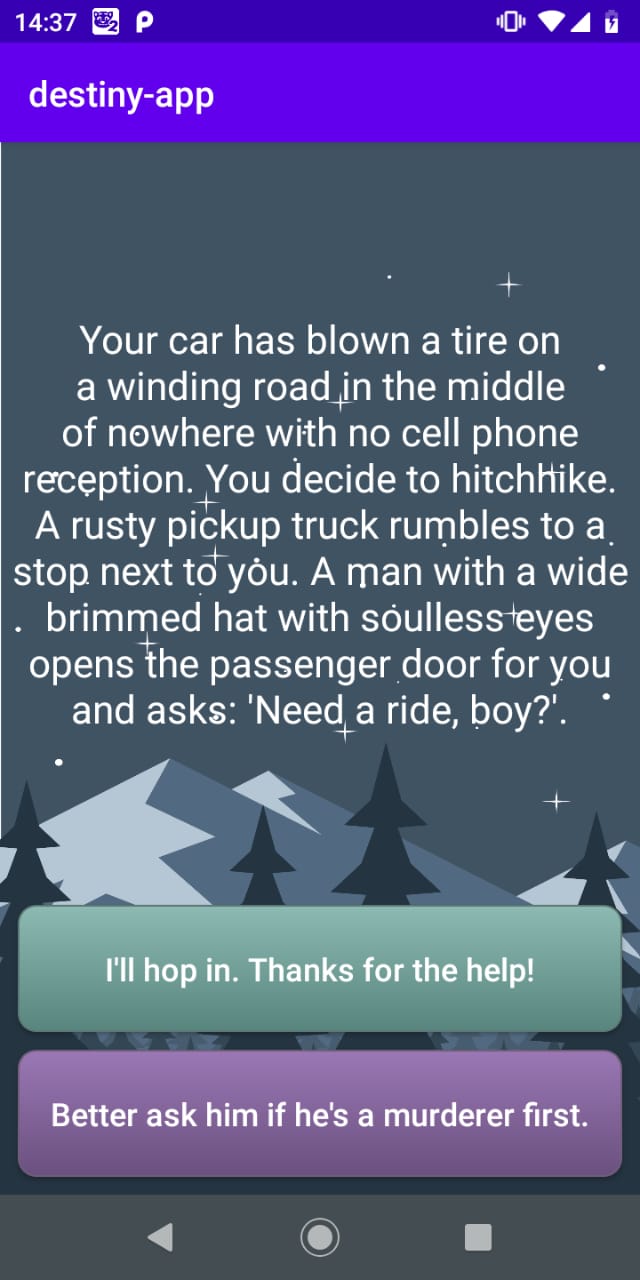 14:37
destiny-app
Your car has blown a tire on
a winding road in the middle
of nowhere with no cell phone
reception. You decide to hitchhike.
A rusty pickup truck rumbles to a
stop next to you. A man with a wide
brimmed hat with soulless eyes
opens the passenger door for you
and asks: 'Need a ride, boy?'.
I'll hop in. Thanks for the help!
Better ask him if he's a murderer first.